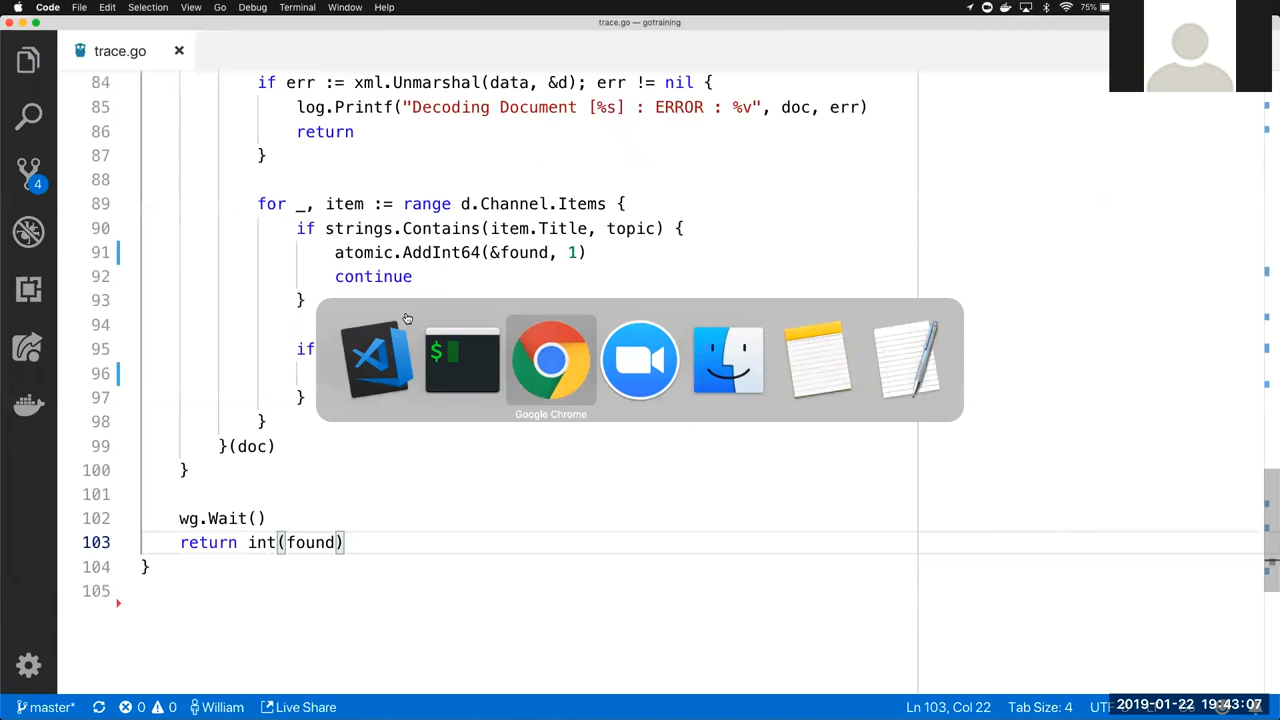 Code File Edit Selection View Go Debug Terminal Window Help 75%
trace.go — gotraining
trace.go
84 if err := xml.Unmarshal(data, &d); err != nil {
85 log.Printf("Decoding Document [%s] : ERROR : %v", doc, err)
86 return
87 }
88
89 for _, item := range d.Channel.Items {
90 if strings.Contains(item.Title, topic) {
91 atomic.AddInt64(&found, 1)
92 continue
93 }
94
95 if
96
97 }
98 }
99 }(doc)
100 }
101
102 wg.Wait()
103 return int(found)
104 }
105
4
$
Google Chrome
master* 0 0 William Live Share Ln 103, Col 22 Tab Size: 4
2019-01-22 19:43:07